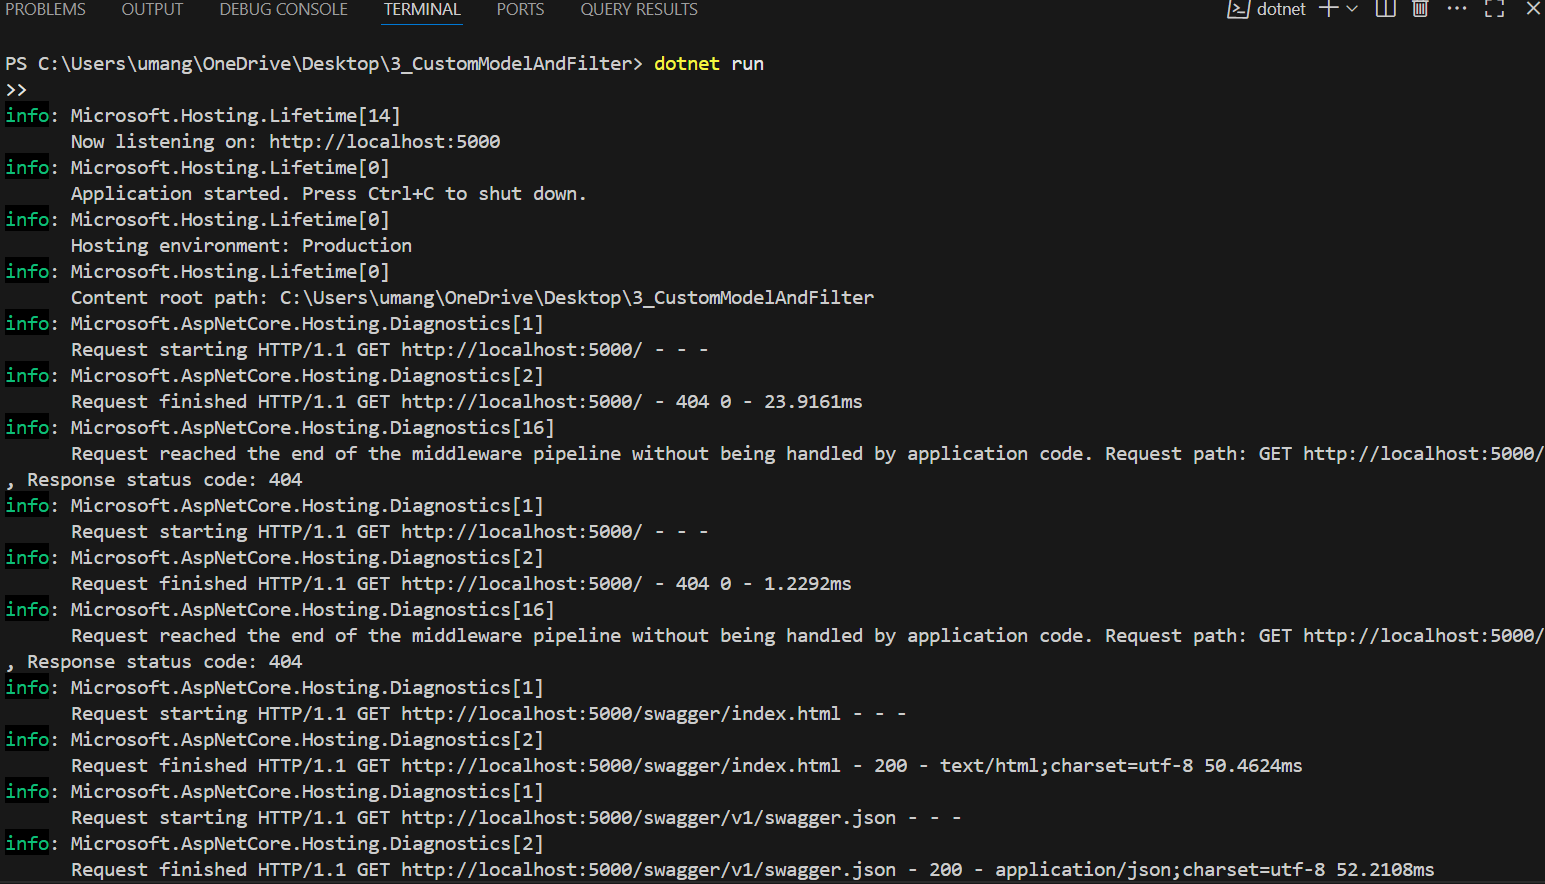 PROBLEMS OUTPUT DEBUG CONSOLE TERMINAL PORTS QUERY RESULTS dotnet
PS C:\Users\umang\OneDrive\Desktop\3_CustomModelAndFilter> dotnet run
>>
info: Microsoft.Hosting.Lifetime[14]
Now listening on: http://localhost:5000
info: Microsoft.Hosting.Lifetime[0]
Application started. Press Ctrl+C to shut down.
info: Microsoft.Hosting.Lifetime[0]
Hosting environment: Production
info: Microsoft.Hosting.Lifetime[0]
Content root path: C:\Users\umang\OneDrive\Desktop\3_CustomModelAndFilter
info: Microsoft.AspNetCore.Hosting.Diagnostics[1]
Request starting HTTP/1.1 GET http://localhost:5000/ - - -
info: Microsoft.AspNetCore.Hosting.Diagnostics[2]
Request finished HTTP/1.1 GET http://localhost:5000/ - 404 0 - 23.9161ms
info: Microsoft.AspNetCore.Hosting.Diagnostics[16]
Request reached the end of the middleware pipeline without being handled by application code. Request path: GET http://localhost:5000/
, Response status code: 404
info: Microsoft.AspNetCore.Hosting.Diagnostics[1]
Request starting HTTP/1.1 GET http://localhost:5000/ - - -
info: Microsoft.AspNetCore.Hosting.Diagnostics[2]
Request finished HTTP/1.1 GET http://localhost:5000/ - 404 0 - 1.2292ms
info: Microsoft.AspNetCore.Hosting.Diagnostics[16]
Request reached the end of the middleware pipeline without being handled by application code. Request path: GET http://localhost:5000/
, Response status code: 404
info: Microsoft.AspNetCore.Hosting.Diagnostics[1]
Request starting HTTP/1.1 GET http://localhost:5000/swagger/index.html - - -
info: Microsoft.AspNetCore.Hosting.Diagnostics[2]
Request finished HTTP/1.1 GET http://localhost:5000/swagger/index.html - 200 - text/html;charset=utf-8 50.4624ms
info: Microsoft.AspNetCore.Hosting.Diagnostics[1]
Request starting HTTP/1.1 GET http://localhost:5000/swagger/v1/swagger.json - - -
info: Microsoft.AspNetCore.Hosting.Diagnostics[2]
Request finished HTTP/1.1 GET http://localhost:5000/swagger/v1/swagger.json - 200 - application/json;charset=utf-8 52.2108ms